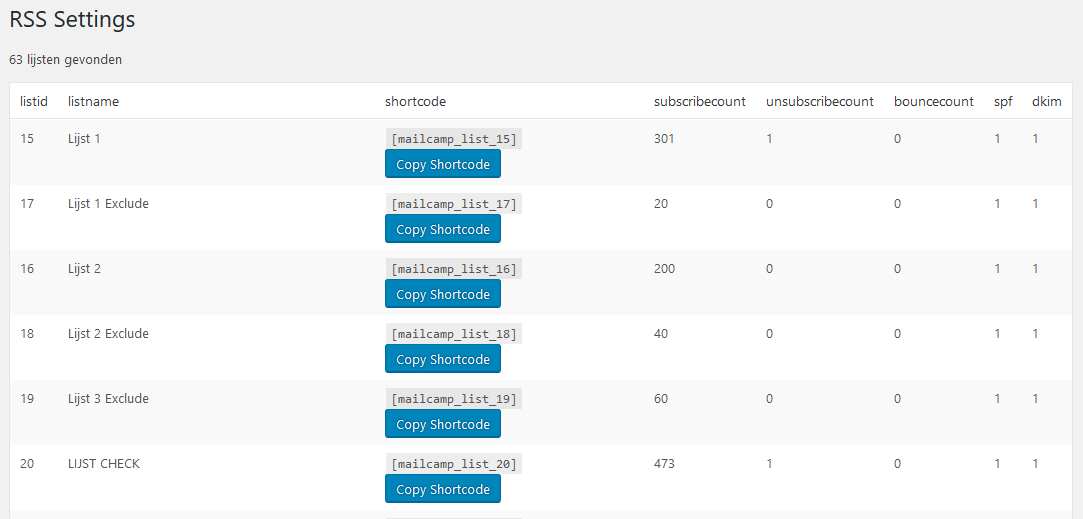 RSS Settings
63 lijsten gevonden
listid listname shortcode subscribecount unsubscribecount bouncecount spf dkim
15 Lijst 1 [mailcamp_list_15] 301 1 0 1 1
Copy Shortcode
17 Lijst 1 Exclude [mailcamp_list_17] 20 0 0 1 1
Copy Shortcode
16 Lijst 2 [mailcamp_list_16] 200 0 0 1 1
Copy Shortcode
18 Lijst 2 Exclude [mailcamp_list_18] 40 0 0 1 1
Copy Shortcode
19 Lijst 3 Exclude [mailcamp_list_19] 60 0 0 1 1
Copy Shortcode
20 LIJST CHECK [mailcamp_list_20] 473 1 0 1 1
Copy Shortcode